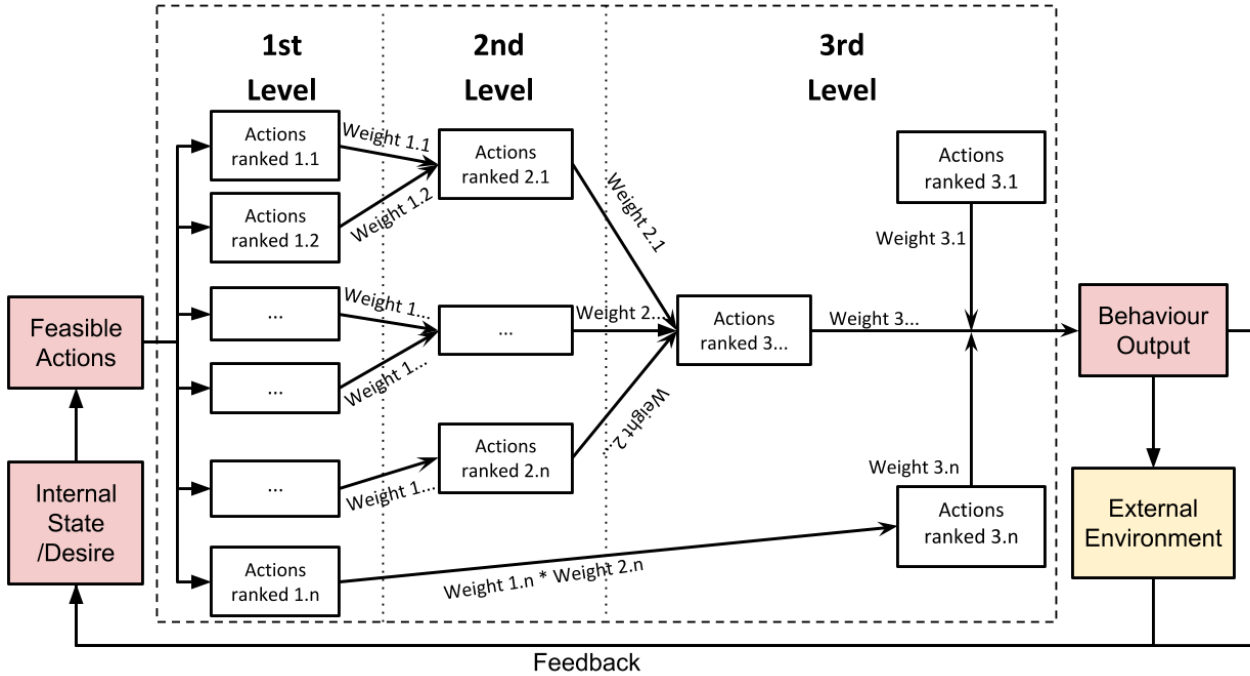 1st
Level
2nd
Level
3rd
Level
Actions
ranked 1.1
Weight 1.1
Actions
ranked 1.2
Weight 1.2
...
Weight 1...
...
Weight 1...
...
Weight 1...
Actions
ranked 1.n
Weight 1.n * Weight 2.n
Actions
ranked 2.1
Weight 2.1
...
Weight 2...
Actions
ranked 2.n
Weight 2...
Actions
ranked 3.1
Weight 3.1
Actions
ranked 3...
Weight 3...
Weight 3.n
Actions
ranked 3.n
Feasible
Actions
Internal
State
/Desire
Behaviour
Output
External
Environment
Feedback